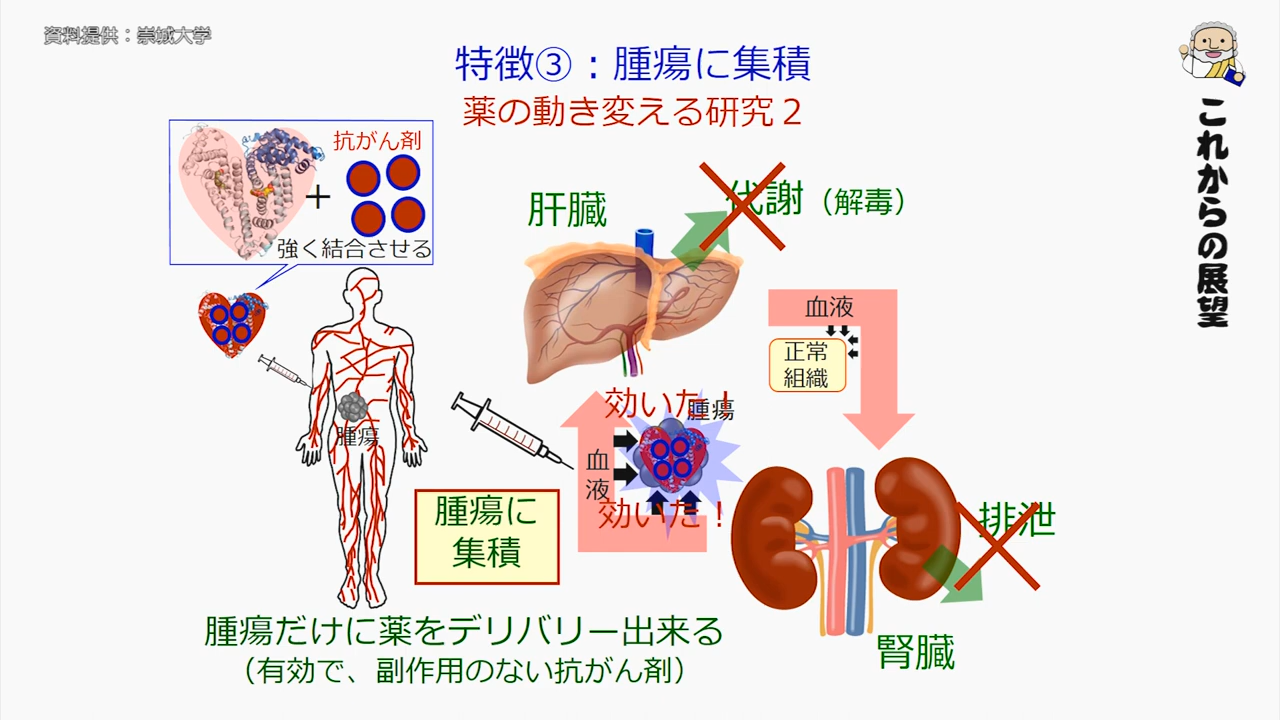 資料提供：崇城大学
特徴③：腫瘍に集積
薬の動き変える研究２
これからの展望
抗がん剤
＋
強く結合させる
肝臓
代謝（解毒）
血液
正常
組織
腫瘍
効いた！
腫瘍
血
液
効いた！
腫瘍に
集積
排泄
腎臓
腫瘍だけに薬をデリバリー出来る
（有効で、副作用のない抗がん剤）